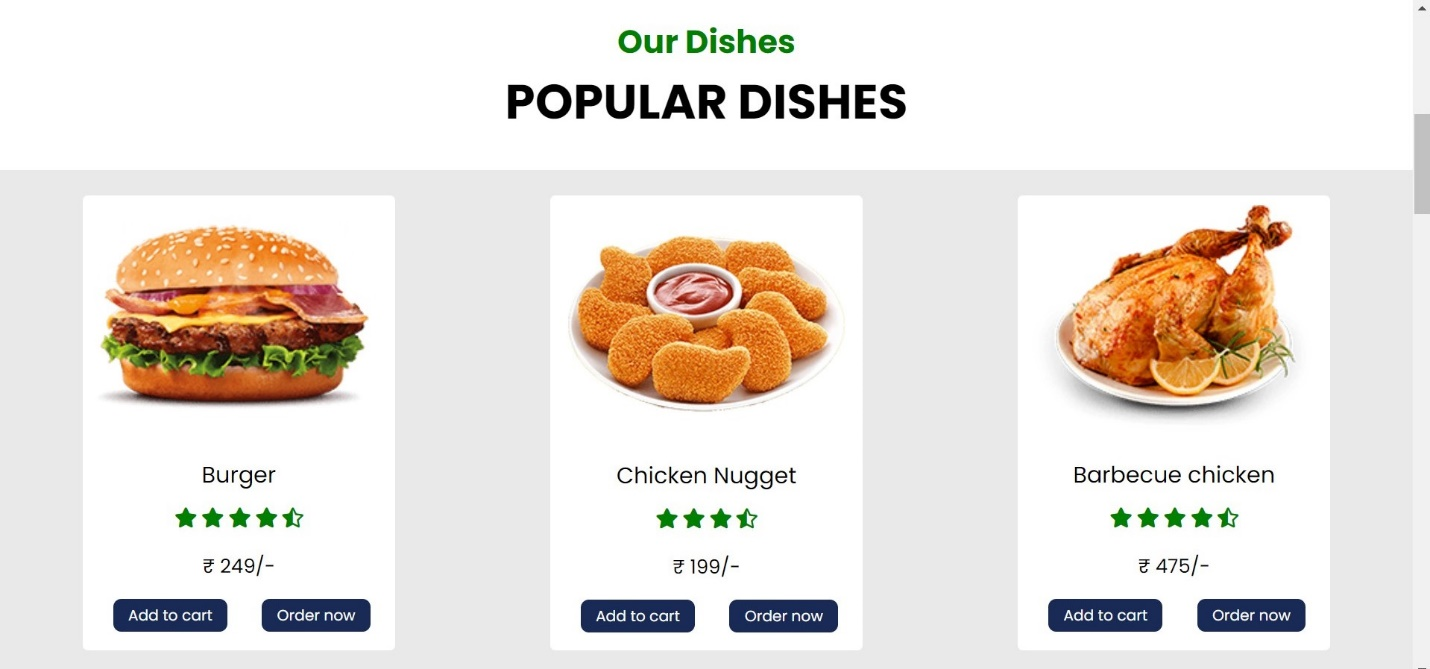 Our Dishes
POPULAR DISHES
Burger
₹ 249/-
Add to cart Order now
Chicken Nugget
₹ 199/-
Add to cart Order now
Barbecue chicken
₹ 475/-
Add to cart Order now